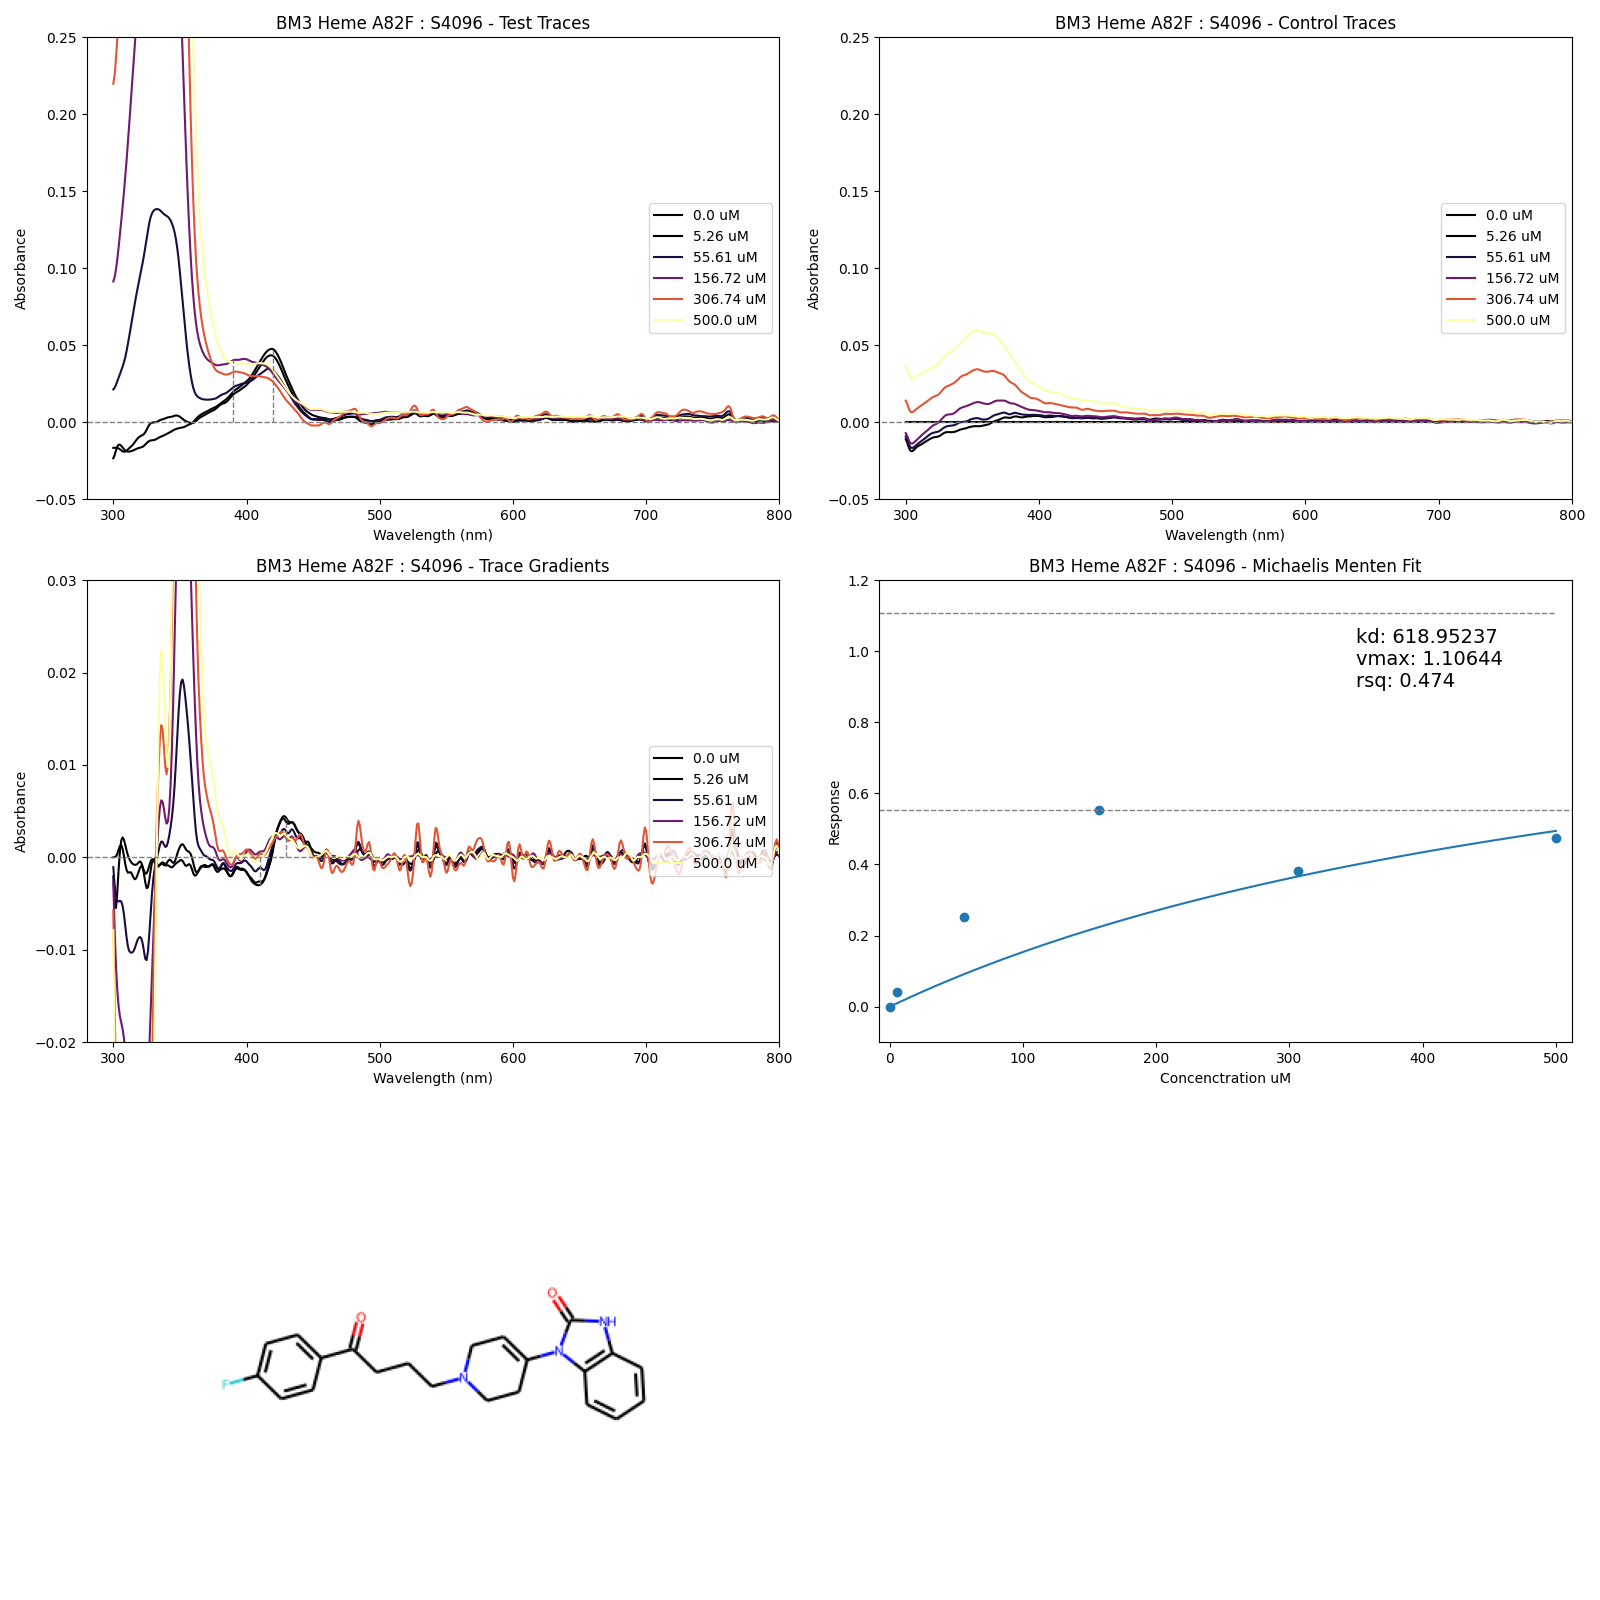 BM3 Heme A82F : S4096 - Test Traces
0.25
0.20
0.15
0.10
0.05
0.00
−0.05
Absorbance
300 400 500 600 700 800
Wavelength (nm)
0.0 uM
5.26 uM
55.61 uM
156.72 uM
306.74 uM
500.0 uM
BM3 Heme A82F : S4096 - Control Traces
0.25
0.20
0.15
0.10
0.05
0.00
−0.05
Absorbance
300 400 500 600 700 800
Wavelength (nm)
0.0 uM
5.26 uM
55.61 uM
156.72 uM
306.74 uM
500.0 uM
BM3 Heme A82F : S4096 - Trace Gradients
0.03
0.02
0.01
0.00
−0.01
−0.02
Absorbance
300 400 500 600 700 800
Wavelength (nm)
0.0 uM
5.26 uM
55.61 uM
156.72 uM
306.74 uM
500.0 uM
BM3 Heme A82F : S4096 - Michaelis Menten Fit
1.2
1.0
0.8
0.6
0.4
0.2
0.0
Response
0 100 200 300 400 500
Concenctration uM
kd: 618.95237
vmax: 1.10644
rsq: 0.474
O
O
NH
N
N
F